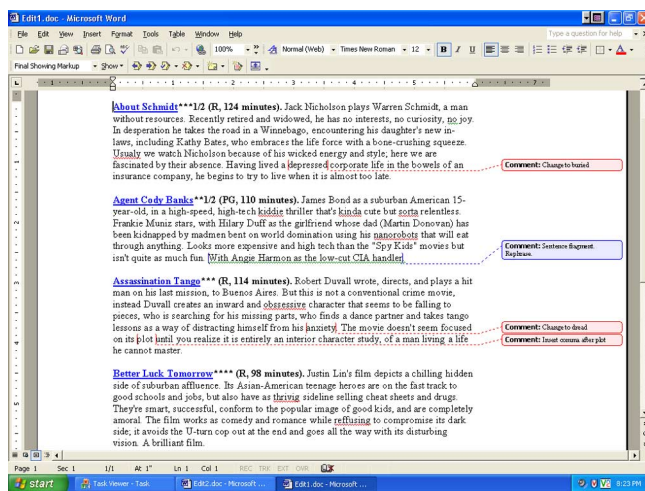 Edit1.doc - Microsoft Word
File Edit View Insert Format Tools Table Window Help
Type a question for help
100%
Normal (Web)
Times New Roman
12
B I U
Final Showing Markup
Show
1 1 2 3 4 5 7
About Schmidt***1/2 (R, 124 minutes). Jack Nicholson plays Warren Schmidt, a man
without resources. Recently retired and widowed, he has no interests, no curiosity, no joy.
In desperation he takes the road in a Winnebago, encountering his daughter's new in-
laws, including Kathy Bates, who embraces the life force with a bone-crushing squeeze.
Usualy we watch Nicholson because of his wicked energy and style; here we are
fascinated by their absence. Having lived a depressed corporate life in the bowels of an
insurance company, he begins to try to live when it is almost too late.
Comment: Change to buried
Agent Cody Banks**1/2 (PG, 110 minutes). James Bond as a suburban American 15-
year-old, in a high-speed, high-tech kiddie thriller that's kinda cute but sorta relentless.
Frankie Muniz stars, with Hilary Duff as the girlfriend whose dad (Martin Donovan) has
been kidnapped by madmen bent on world domination using his nanorobots that will eat
through anything. Looks more expensive and high tech than the "Spy Kids" movies but
isn't quite as much fun. With Angie Harmon as the low-cut CIA handler.
Comment: Sentence fragment.
Rephrase.
Assassination Tango*** (R, 114 minutes). Robert Duvall wrote, directs, and plays a hit
man on his last mission, to Buenos Aires. But this is not a conventional crime movie,
instead Duvall creates an inward and obssessive character that seems to be falling to
pieces, who is searching for his missing parts, who finds a dance partner and takes tango
lessons as a way of distracting himself from his anxiety. The movie doesn't seem focused
on its plot until you realize it is entirely an interior character study, of a man living a life
he cannot master.
Comment: Change to dread
Comment: Insert comma after plot
Better Luck Tomorrow**** (R, 98 minutes). Justin Lin's film depicts a chilling hidden
side of suburban affluence. Its Asian-American teenage heroes are on the fast track to
good schools and jobs, but also have as thrivig sideline selling cheat sheets and drugs.
They're smart, successful, conform to the popular image of good kids, and are completely
amoral. The film works as comedy and romance while reffusing to compromise its dark
side; it avoids the U-turn cop out at the end and goes all the way with its disturbing
vision. A brilliant film.
Page 1 Sec 1 1/1 At 1" Ln 1 Col 1 REC TRK EXT OVR
start
Task Viewer - Task
Edit2.doc - Microsoft ...
Edit1.doc - Microsoft ...
8:23 PM